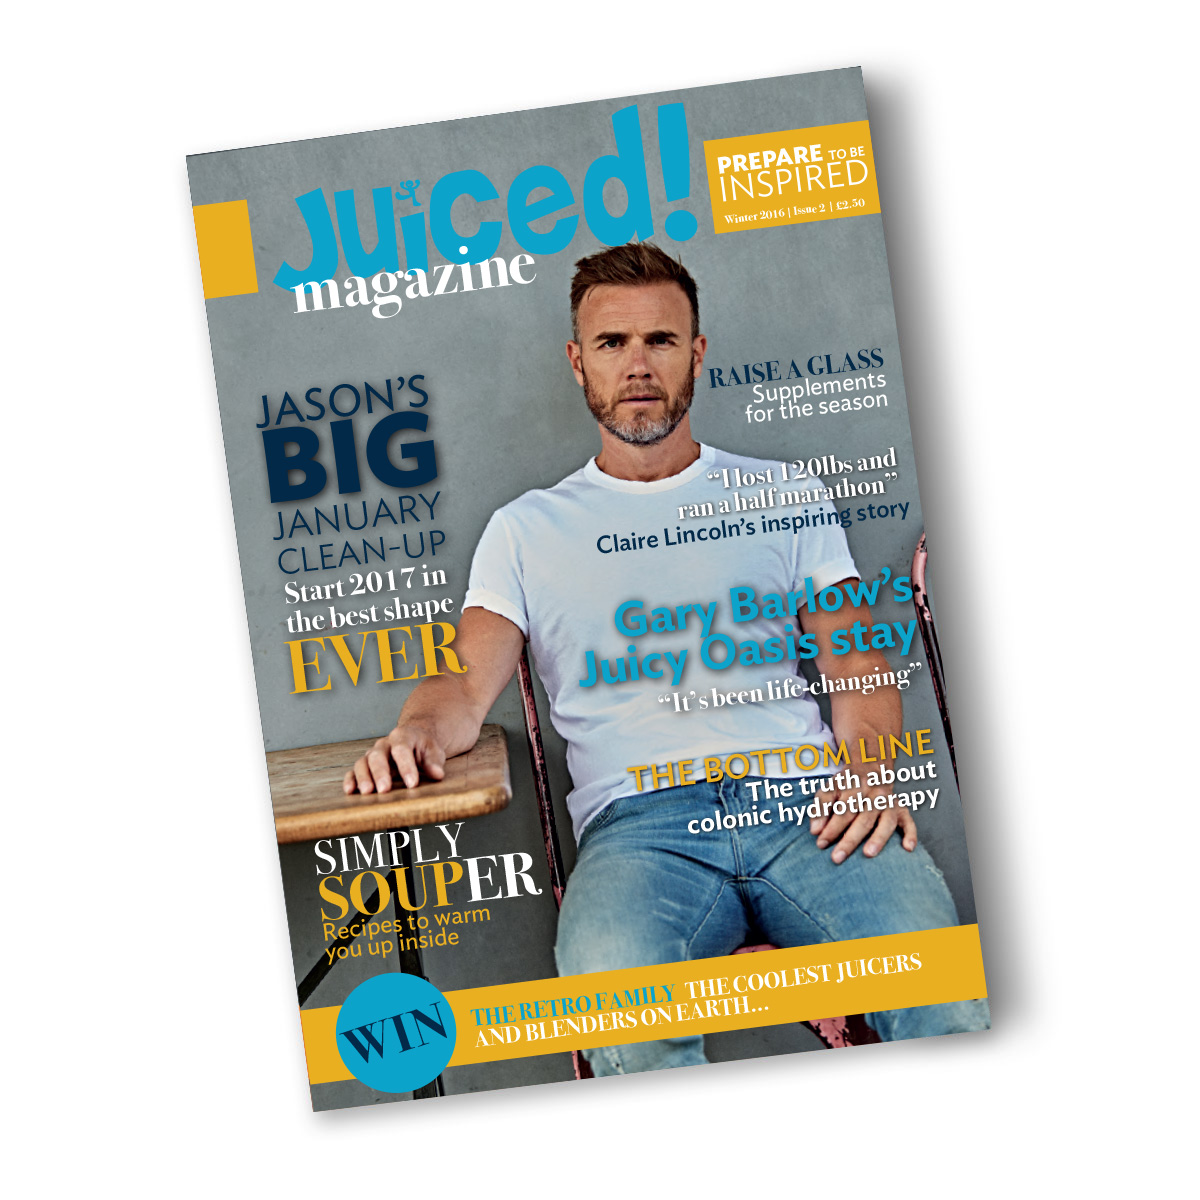 Juiced!
magazine
PREPARE TO BE
INSPIRED
Winter 2016 | Issue 2 | £2.50
JASON'S
BIG
JANUARY
CLEAN-UP
Start 2017 in
the best shape
EVER
RAISE A GLASS
Supplements
for the season
“I lost 120lbs and
ran a half marathon”
Claire Lincoln’s inspiring story
Gary Barlow’s
Juicy Oasis stay
“It’s been life-changing”
THE BOTTOM LINE
The truth about
colonic hydrotherapy
SIMPLY
SOUPER
Recipes to warm
you up inside
WIN
THE RETRO FAMILY THE COOLEST JUICERS
AND BLENDERS ON EARTH...